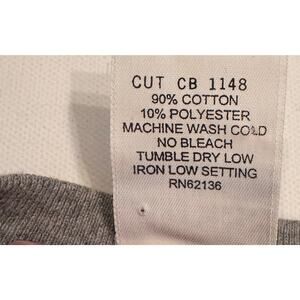 CUT CB 1148
90% COTTON
10% POLYESTER
MACHINE WASH COLD
NO BLEACH
TUMBLE DRY LOW
IRON LOW SETTING
RN62136